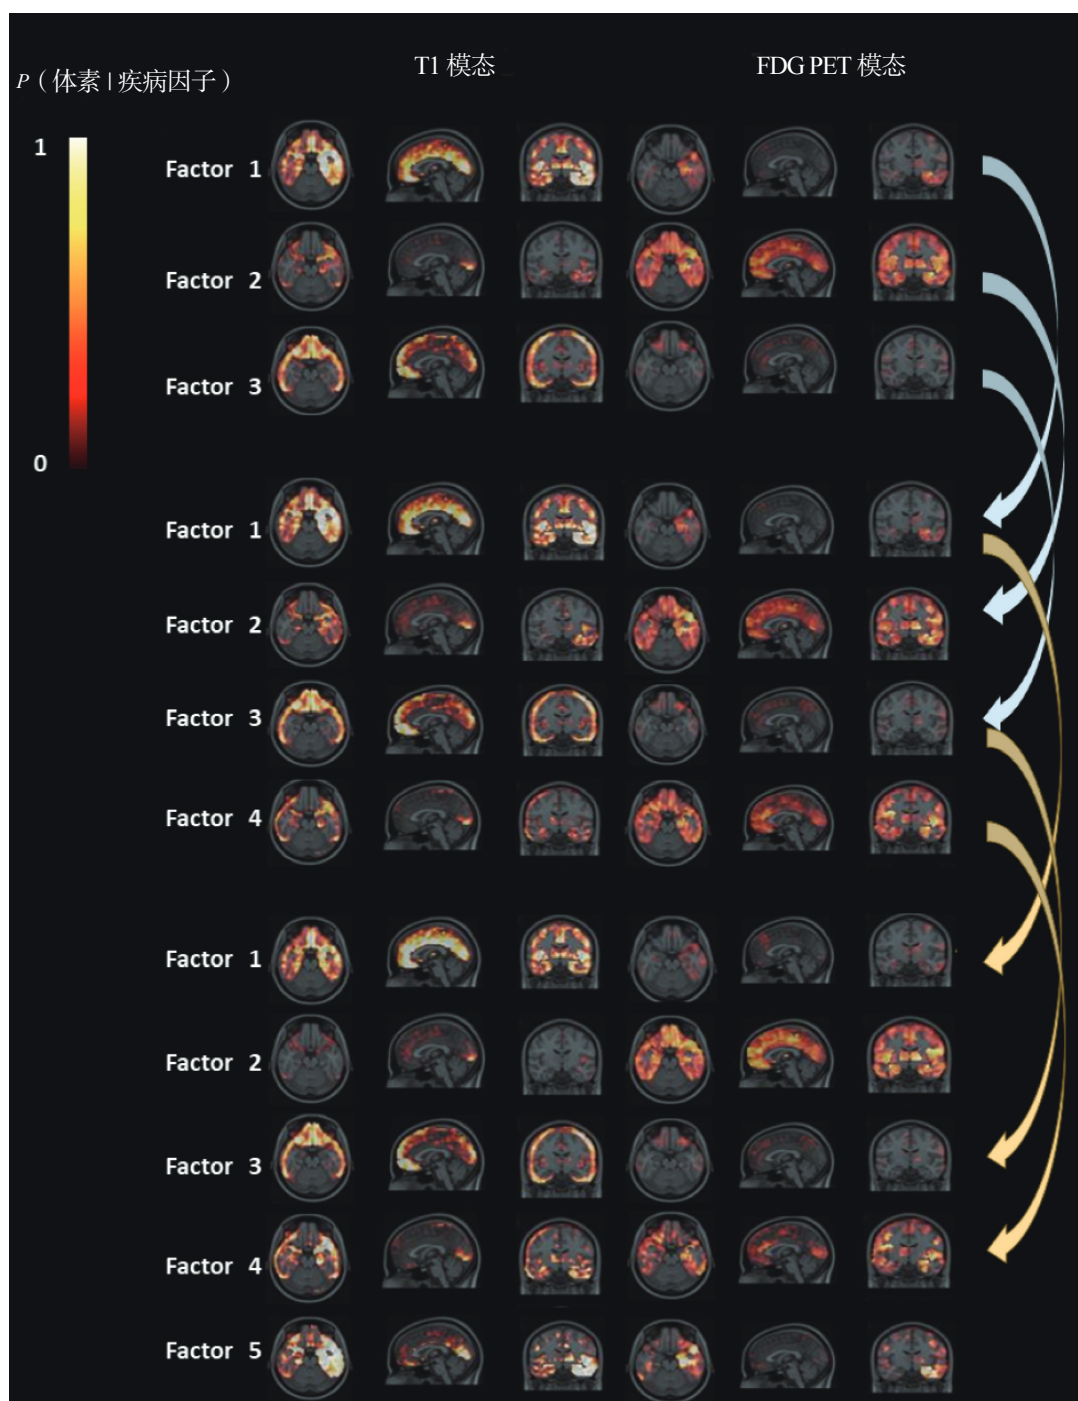 T1 模态
FDG PET 模态
P（体素 | 疾病因子）
1
0
Factor 1
Factor 2
Factor 3
Factor 1
Factor 2
Factor 3
Factor 4
Factor 1
Factor 2
Factor 3
Factor 4
Factor 5